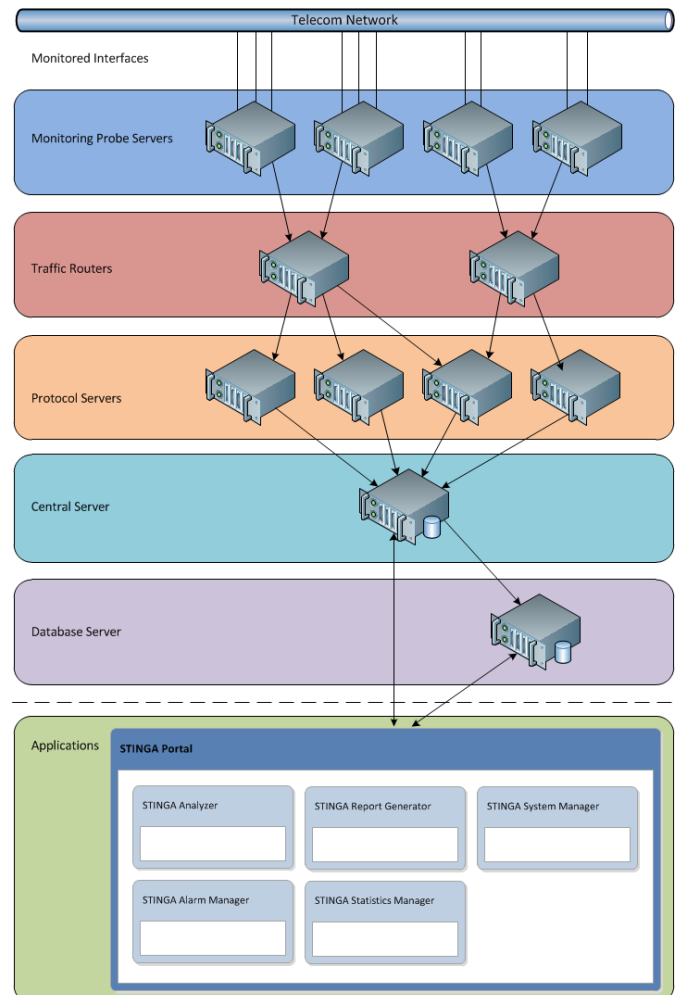 Telecom Network
Monitored Interfaces
Monitoring Probe Servers
Traffic Routers
Protocol Servers
Central Server
Database Server
Applications
STINGA Portal
STINGA Analyzer
STINGA Report Generator
STINGA System Manager
STINGA Alarm Manager
STINGA Statistics Manager